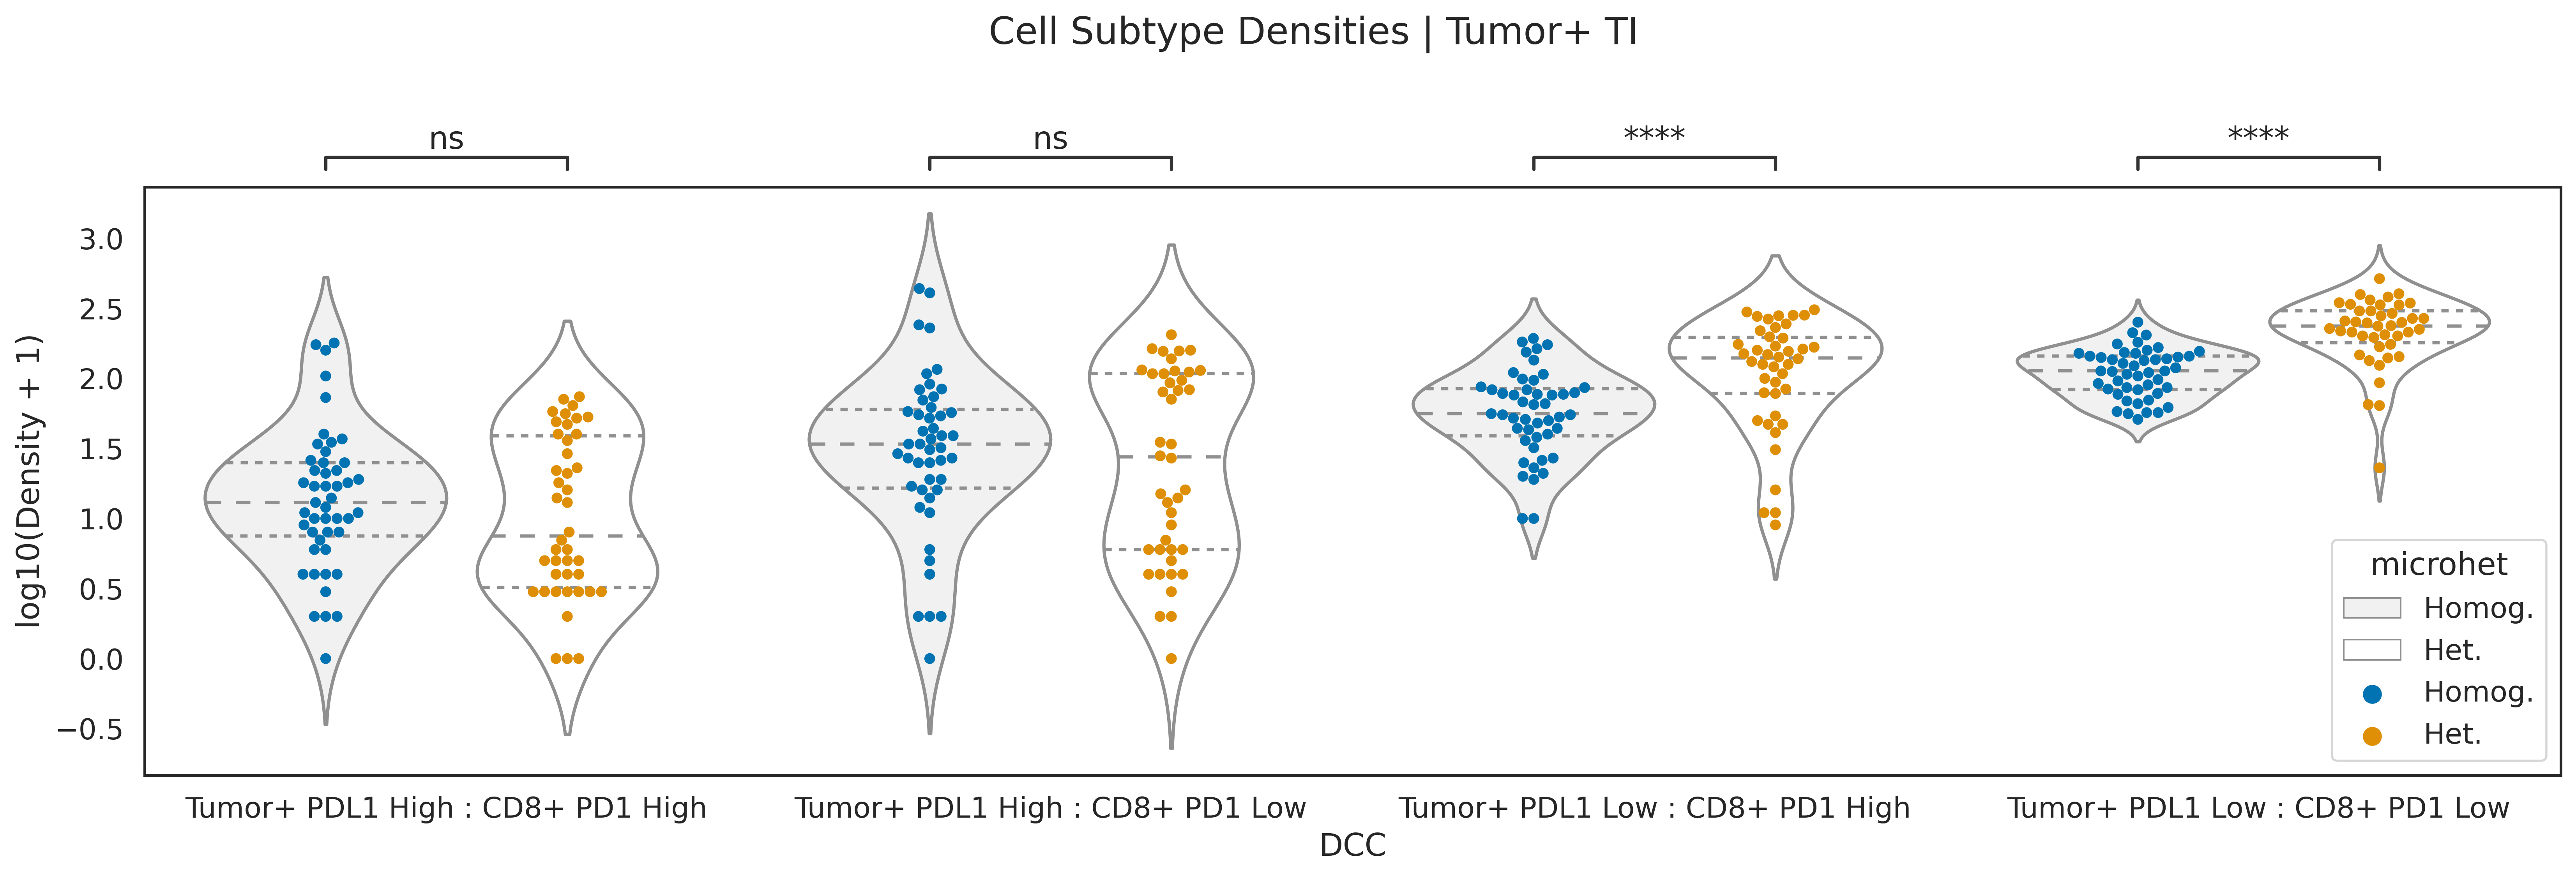 Cell Subtype Densities | Tumor+ TI
ns
ns
****
****
log10(Density + 1)
3.0
2.5
2.0
1.5
1.0
0.5
0.0
−0.5
microhet
Homog.
Het.
Homog.
Het.
Tumor+ PDL1 High : CD8+ PD1 High
Tumor+ PDL1 High : CD8+ PD1 Low
Tumor+ PDL1 Low : CD8+ PD1 High
Tumor+ PDL1 Low : CD8+ PD1 Low
DCC